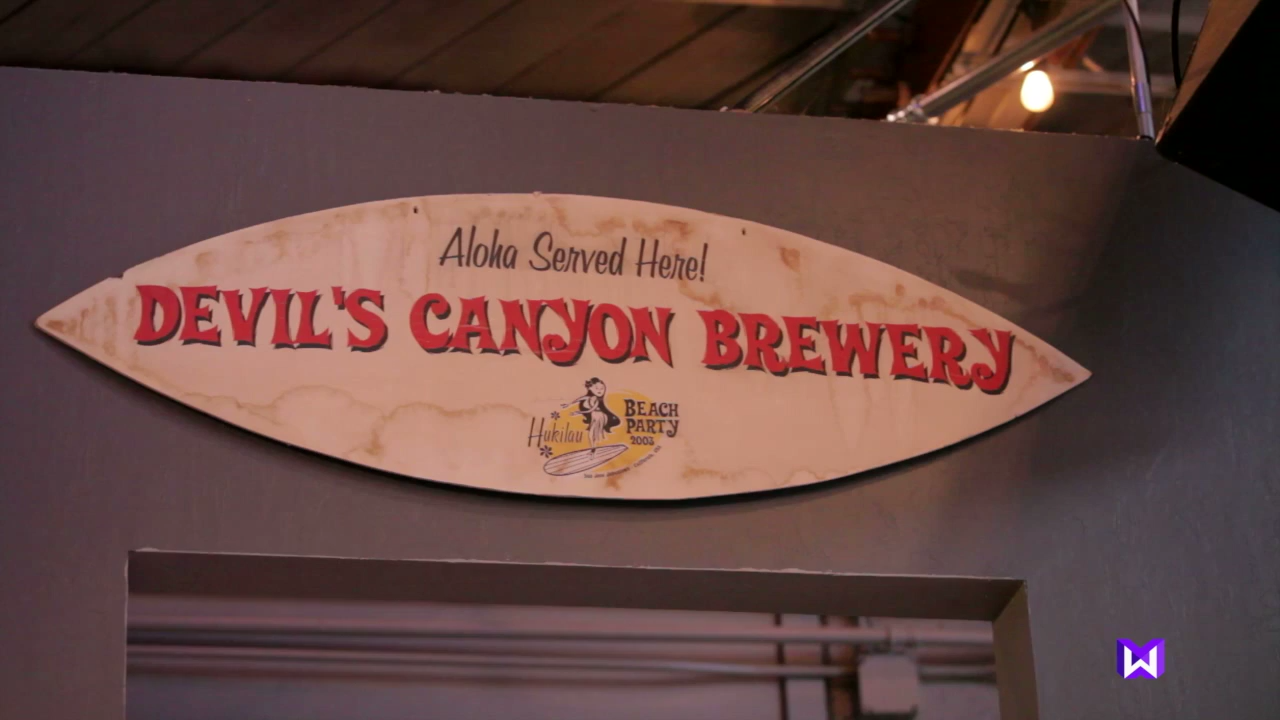 Aloha Served Here!
DEVIL'S CANYON BREWERY
Hukilau
BEACH
PARTY
2003
W